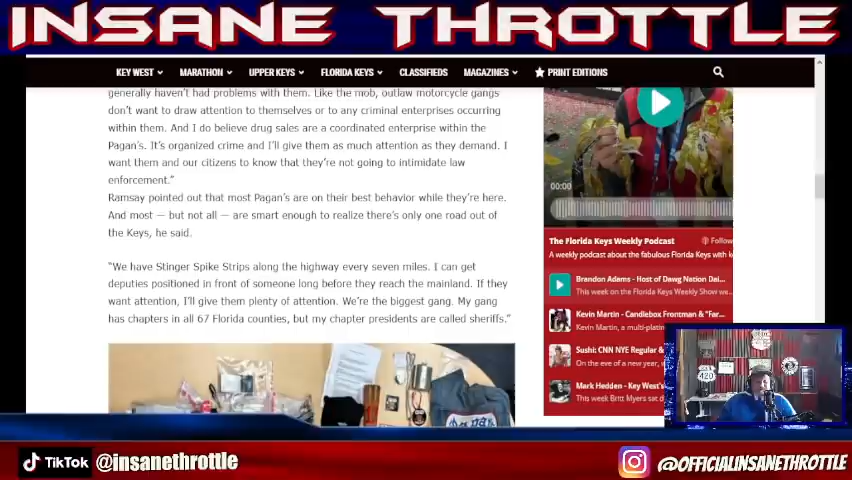 INSANE THROTTLE
KEY WEST MARATHON UPPER KEYS FLORIDA KEYS CLASSIFIEDS MAGAZINES PRINT EDITIONS
generally haven't had problems with them. Like the mob, outlaw motorcycle gangs
don't want to draw attention to themselves or to any criminal enterprises occurring
within them. And I do believe drug sales are a coordinated enterprise within the
Pagan's. It's organized crime and I'll give them as much attention as they demand. I
want them and our citizens to know that they're not going to intimidate law
enforcement."
Ramsay pointed out that most Pagan's are on their best behavior while they're here.
And most — but not all — are smart enough to realize there's only one road out of
the Keys, he said.
"We have Stinger Spike Strips along the highway every seven miles. I can get
deputies positioned in front of someone long before they reach the mainland. If they
want attention, I'll give them plenty of attention. We're the biggest gang. My gang
has chapters in all 67 Florida counties, but my chapter presidents are called sheriffs."
00:00
The Florida Keys Weekly Podcast Follow
A weekly podcast about the fabulous Florida Keys with
Brandon Adams - Host of Dawg Nation Dai...
This week on the Florida Keys Weekly Show we...
Kevin Martin - Candlebox Frontman & "Far...
Kevin Martin, a multi-plati
Sushi: CNN NYE Regular &
On the eve of a new year,
Mark Hedden - Key West's
This week Britt Myers sat d
420
TikTok @insanethrottle
@OFFICIALINSANETHROTTLE